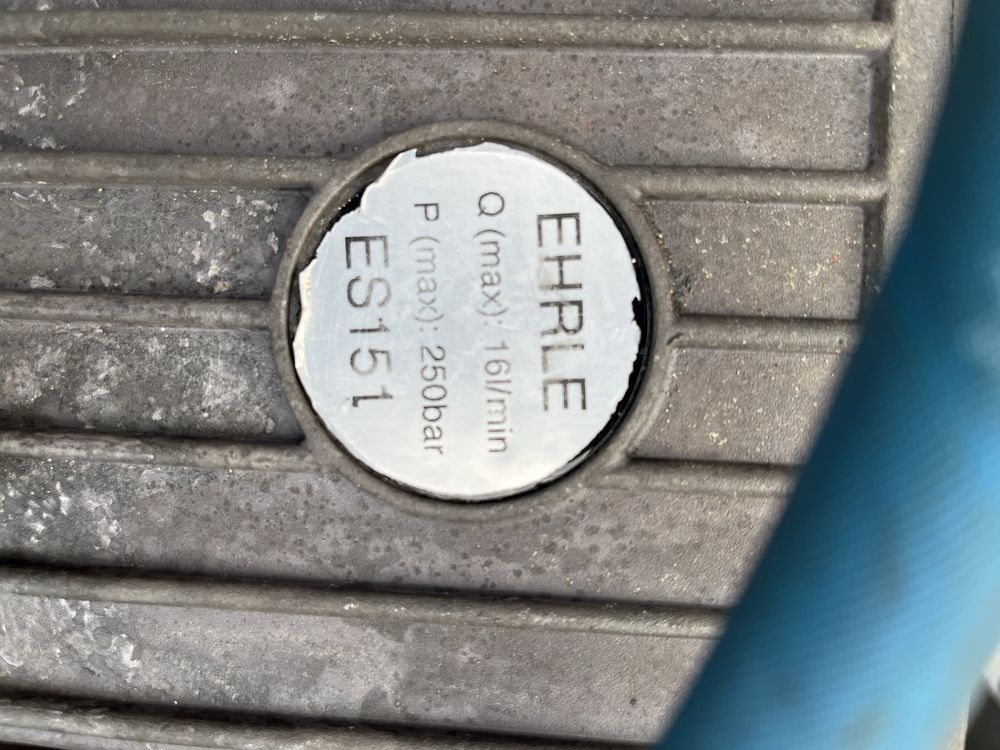 EHRLE
Q (max): 16l/min
P (max): 250bar
ES151